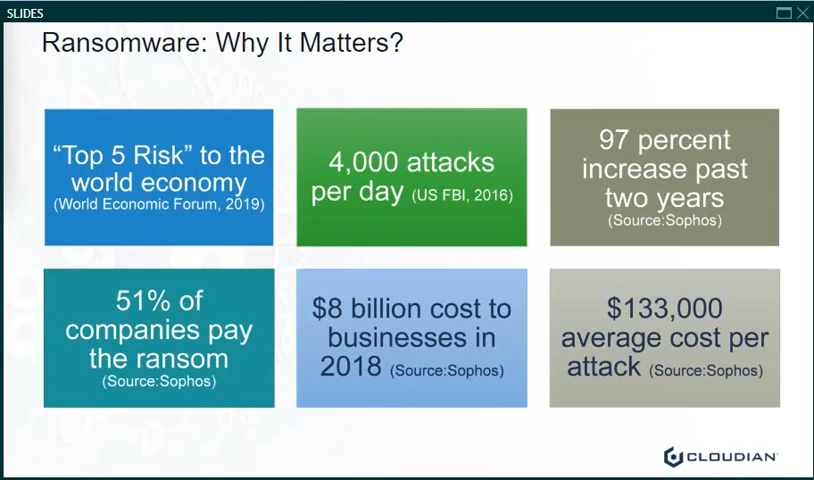 SLIDES
Ransomware: Why It Matters?
“Top 5 Risk” to the
world economy
(World Economic Forum, 2019)
4,000 attacks
per day (US FBI, 2016)
97 percent
increase past
two years
(Source:Sophos)
51% of
companies pay
the ransom
(Source:Sophos)
$8 billion cost to
businesses in
2018 (Source:Sophos)
$133,000
average cost per
attack (Source:Sophos)
CLOUDIAN